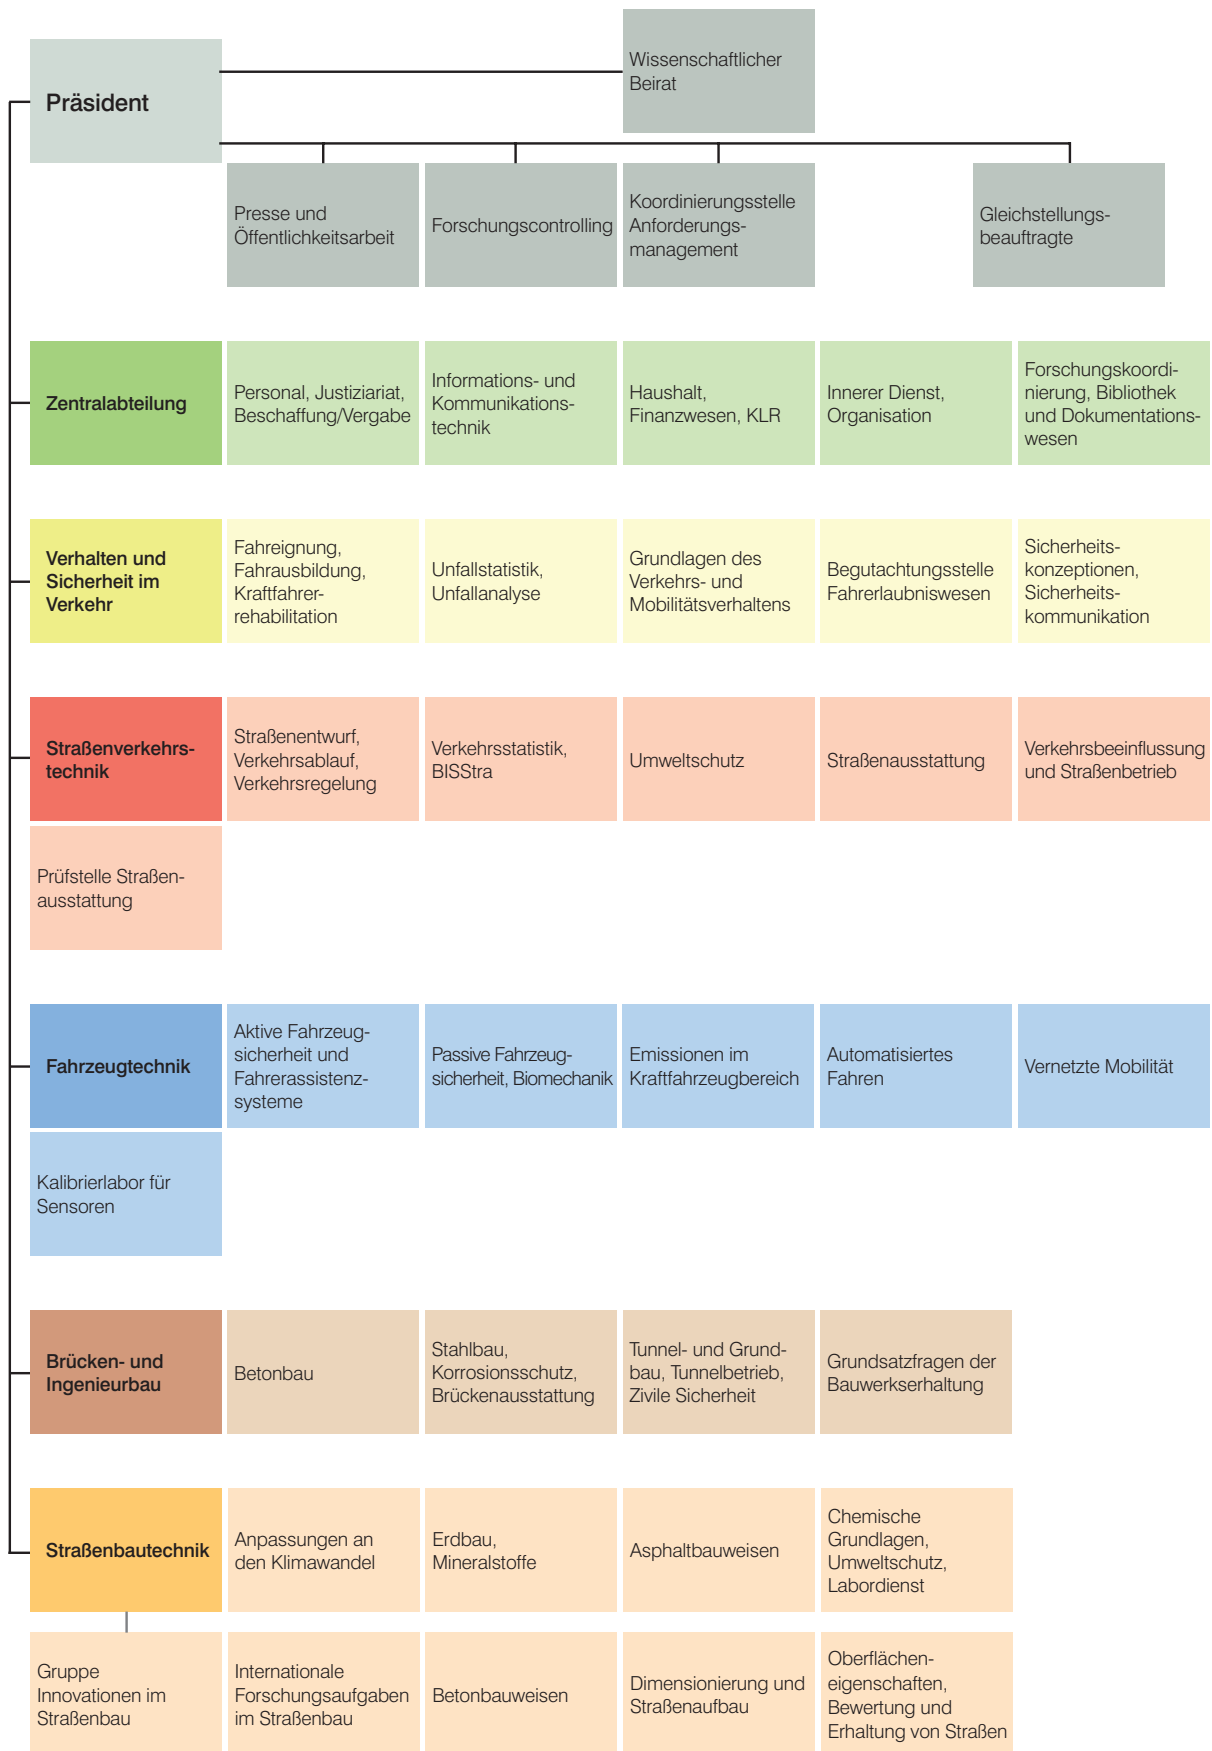 Präsident
Wissenschaftlicher
Beirat
Presse und
Öffentlichkeitsarbeit
Forschungscontrolling
Koordinierungsstelle
Anforderungs-
management
Gleichstellungs-
beauftragte
Zentralabteilung
Personal, Justiziariat,
Beschaffung/Vergabe
Informations- und
Kommunikations-
technik
Haushalt,
Finanzwesen, KLR
Innerer Dienst,
Organisation
Forschungskoordi-
nierung, Bibliothek
und Dokumentations-
wesen
Verhalten und
Sicherheit im
Verkehr
Fahreignung,
Fahrausbildung,
Kraftfahrer-
rehabilitation
Unfallstatistik,
Unfallanalyse
Grundlagen des
Verkehrs- und
Mobilitätsverhaltens
Begutachtungsstelle
Fahrerlaubniswesen
Sicherheits-
konzeptionen,
Sicherheits-
kommunikation
Straßenverkehrs-
technik
Straßenentwurf,
Verkehrsablauf,
Verkehrsregelung
Verkehrsstatistik,
BISStra
Umweltschutz
Straßenausstattung
Verkehrsbeeinflussung
und Straßenbetrieb
Prüfstelle Straßen-
ausstattung
Fahrzeugtechnik
Aktive Fahrzeug-
sicherheit und
Fahrerassistenz-
systeme
Passive Fahrzeug-
sicherheit, Biomechanik
Emissionen im
Kraftfahrzeugbereich
Automatisiertes
Fahren
Vernetzte Mobilität
Kalibrierlabor für
Sensoren
Brücken- und
Ingenieurbau
Betonbau
Stahlbau,
Korrosionsschutz,
Brückenausstattung
Tunnel- und Grund-
bau, Tunnelbetrieb,
Zivile Sicherheit
Grundsatzfragen der
Bauwerkserhaltung
Straßenbautechnik
Anpassungen an
den Klimawandel
Erdbau,
Mineralstoffe
Asphaltbauweisen
Chemische
Grundlagen,
Umweltschutz,
Labordienst
Gruppe
Innovationen im
Straßenbau
Internationale
Forschungsaufgaben
im Straßenbau
Betonbauweisen
Dimensionierung und
Straßenaufbau
Oberflächen-
eigenschaften,
Bewertung und
Erhaltung von Straßen